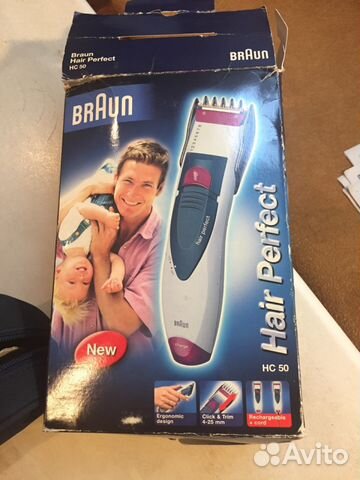 Braun
Hair Perfect
HC 50
BRAUN
BRAUN
hair perfect
BRAUN
Hair Perfect
New
HC 50
Ergonomic
design
Click & Trim
4-25 mm
Rechargeable
+ cord
Avito